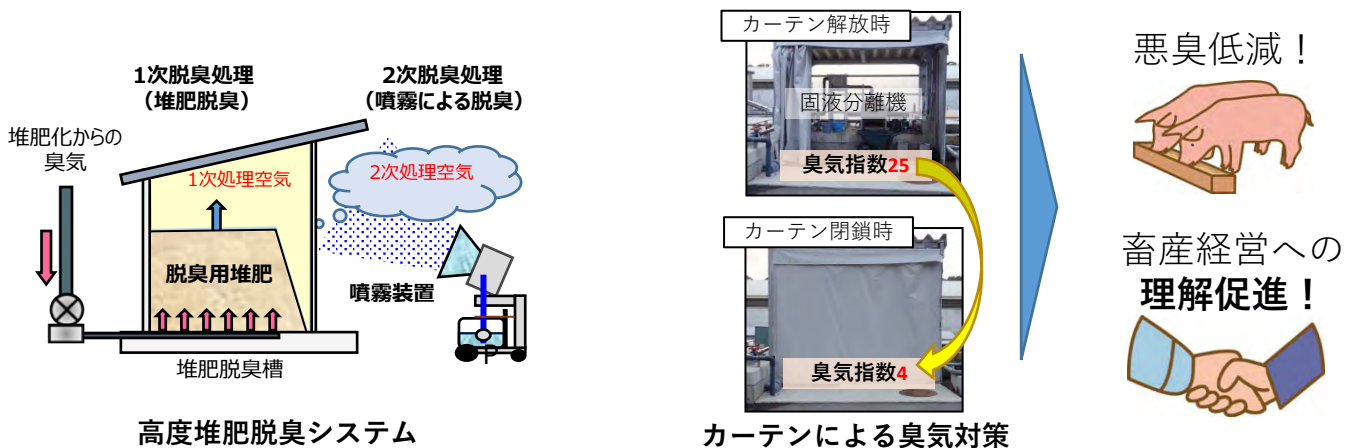 1次脱臭処理
（堆肥脱臭）
2次脱臭処理
（噴霧による脱臭）
堆肥化からの
臭気
1次処理空気
2次処理空気
脱臭用堆肥
噴霧装置
堆肥脱臭槽
高度堆肥脱臭システム
カーテン解放時
固液分離機
臭気指数25
カーテン閉鎖時
臭気指数4
カーテンによる臭気対策
悪臭低減！
畜産経営への
理解促進！